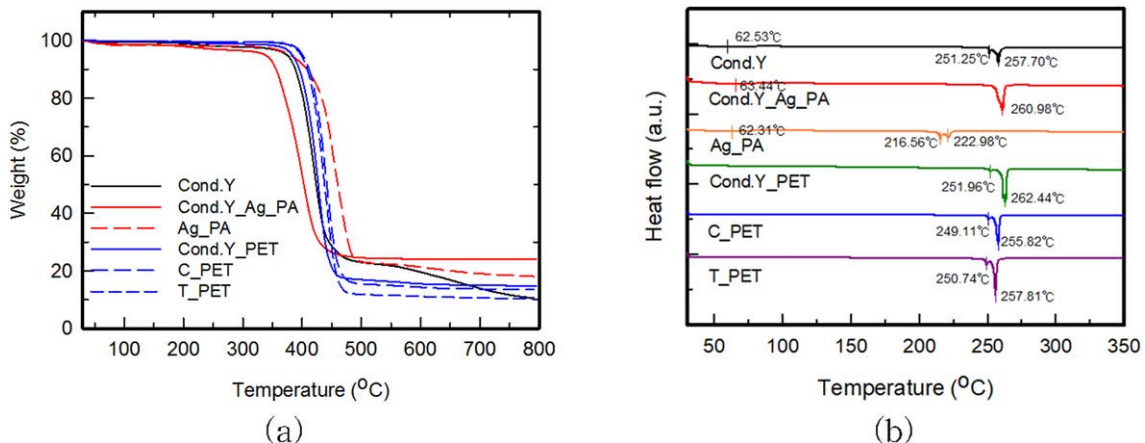 100
80
60
40
20
0
Weight (%)
Cond.Y
Cond.Y_Ag_PA
Ag_PA
Cond.Y_PET
C_PET
T_PET
100 200 300 400 500 600 700 800
Temperature (°C)
(a)
Heat flow (a.u.)
62.53℃
Cond.Y
251.25℃ 257.70℃
63.44℃
Cond.Y_Ag_PA
260.98℃
62.31℃
Ag_PA
216.56℃ 222.98℃
Cond.Y_PET
251.96℃
262.44℃
C_PET
249.11℃
255.82℃
T_PET
250.74℃
257.81℃
50 100 150 200 250 300 350
Temperature (°C)
(b)